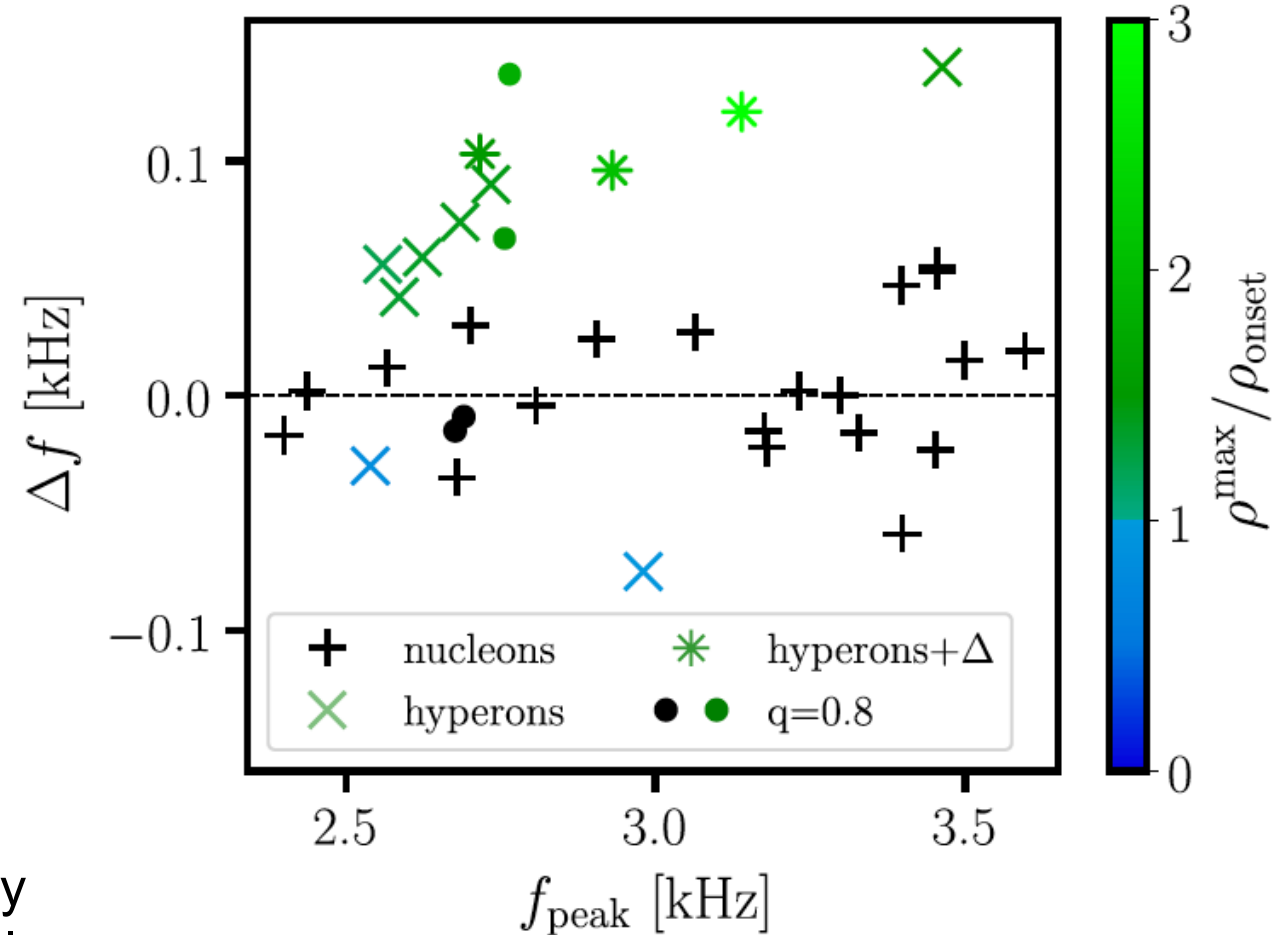 3
0.1
2
0.0
Δf [kHz]
ρ^max/ρ_onset
1
−0.1
nucleons
hyperons+Δ
hyperons
q=0.8
0
2.5 3.0 3.5
y
f_peak [kHz]